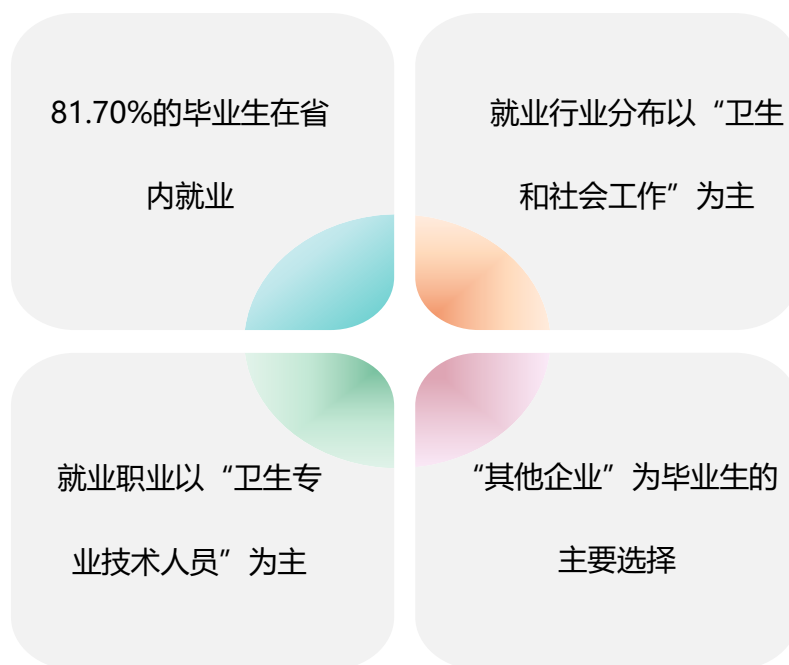 81.70%的毕业生在省
内就业
就业行业分布以“卫生
和社会工作”为主
就业职业以“卫生专
业技术人员”为主
“其他企业”为毕业生的
主要选择